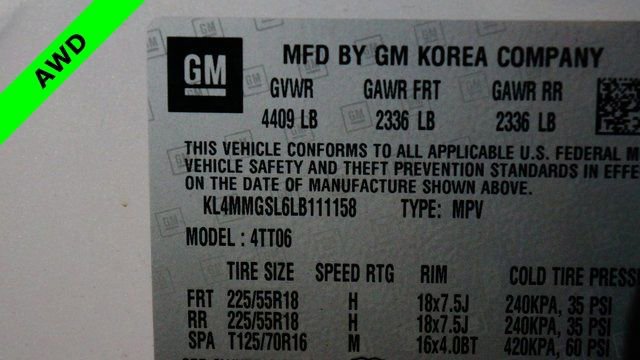 AWD
GM MFD BY GM KOREA COMPANY
GVWR GAWR FRT GAWR RR
4409 LB 2336 LB 2336 LB
THIS VEHICLE CONFORMS TO ALL APPLICABLE U.S. FEDERAL M
VEHICLE SAFETY AND THEFT PREVENTION STANDARDS IN EFFE
ON THE DATE OF MANUFACTURE SHOWN ABOVE.
KL4MMGSL6LB111158 TYPE: MPV
MODEL : 4TT06
TIRE SIZE SPEED RTG RIM COLD TIRE PRESS
FRT 225/55R18 H 18x7.5J 240KPA, 35 PSI
RR 225/55R18 H 18x7.5J 240KPA, 35 PSI
SPA T125/70R16 M 16x4.0BT 420KPA, 60 PSI